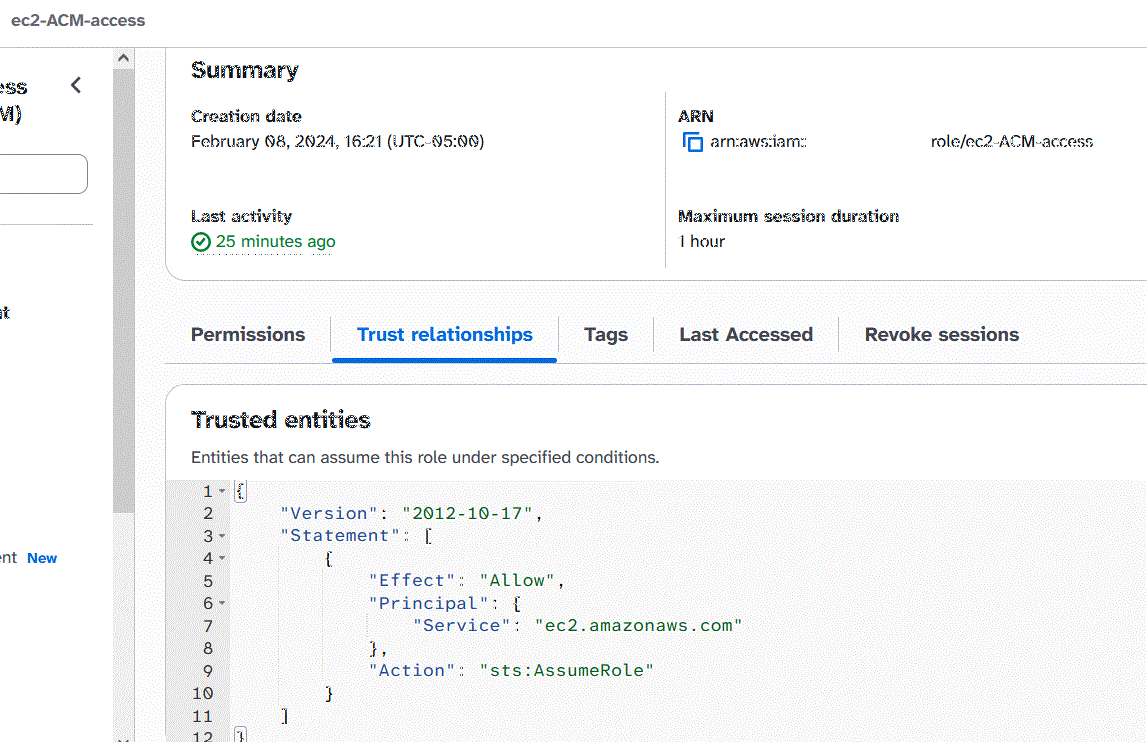 ec2-ACM-access
ess
M)
nt
ent New
Summary
Creation date
February 08, 2024, 16:21 (UTC-05:00)
ARN
arn:aws:iam:: role/ec2-ACM-access
Last activity
25 minutes ago
Maximum session duration
1 hour
Permissions
Trust relationships
Tags
Last Accessed
Revoke sessions
Trusted entities
Entities that can assume this role under specified conditions.
1 {
2 "Version": "2012-10-17",
3 "Statement": [
4 {
5 "Effect": "Allow",
6 "Principal": {
7 "Service": "ec2.amazonaws.com"
8 },
9 "Action": "sts:AssumeRole"
10 }
11 ]
12 }